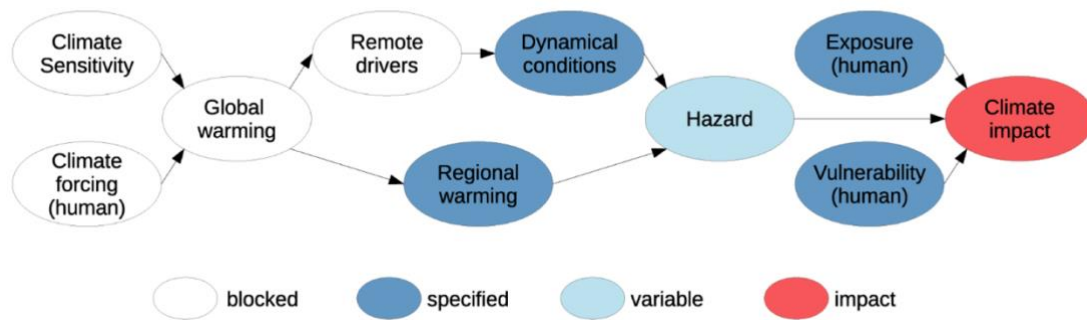 Climate
Sensitivity
Remote
drivers
Dynamical
conditions
Exposure
(human)
Global
warming
Hazard
Climate
impact
Climate
forcing
(human)
Regional
warming
Vulnerability
(human)
blocked
specified
variable
impact